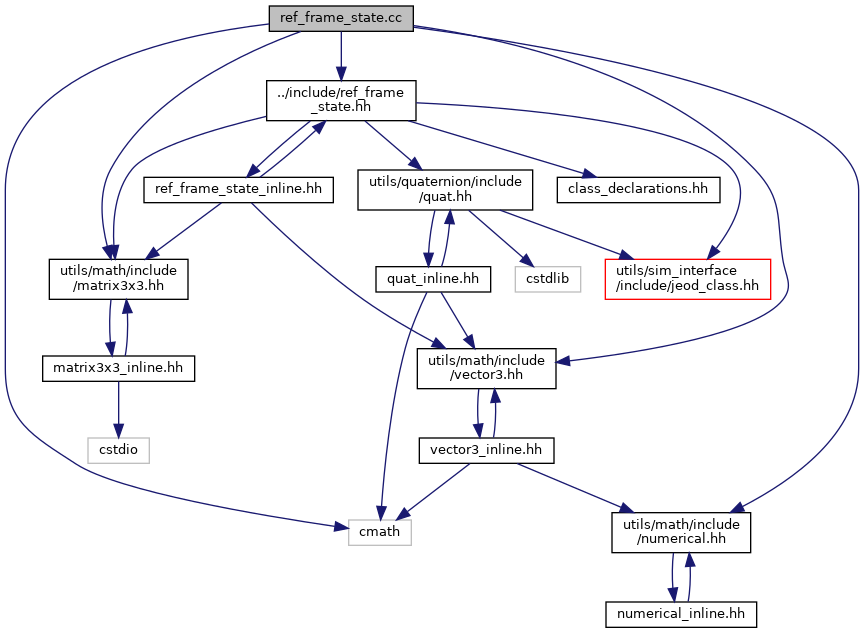 ref_frame_state.cc
../include/ref_frame
_state.hh
ref_frame_state_inline.hh
utils/quaternion/include
/quat.hh
class_declarations.hh
utils/math/include
/matrix3x3.hh
quat_inline.hh
cstdlib
utils/sim_interface
/include/jeod_class.hh
matrix3x3_inline.hh
utils/math/include
/vector3.hh
cstdio
vector3_inline.hh
cmath
utils/math/include
/numerical.hh
numerical_inline.hh